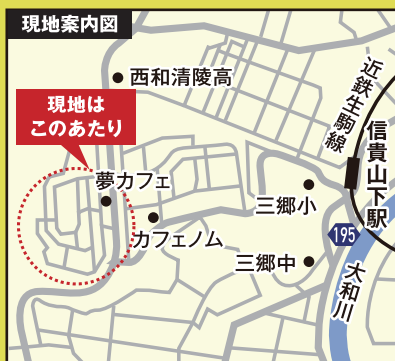 現地案内図
西和清陵高
現地は
このあたり
近鉄生駒線
信貴山下駅
夢カフェ
三郷小
カフェノム
195
三郷中
大和川